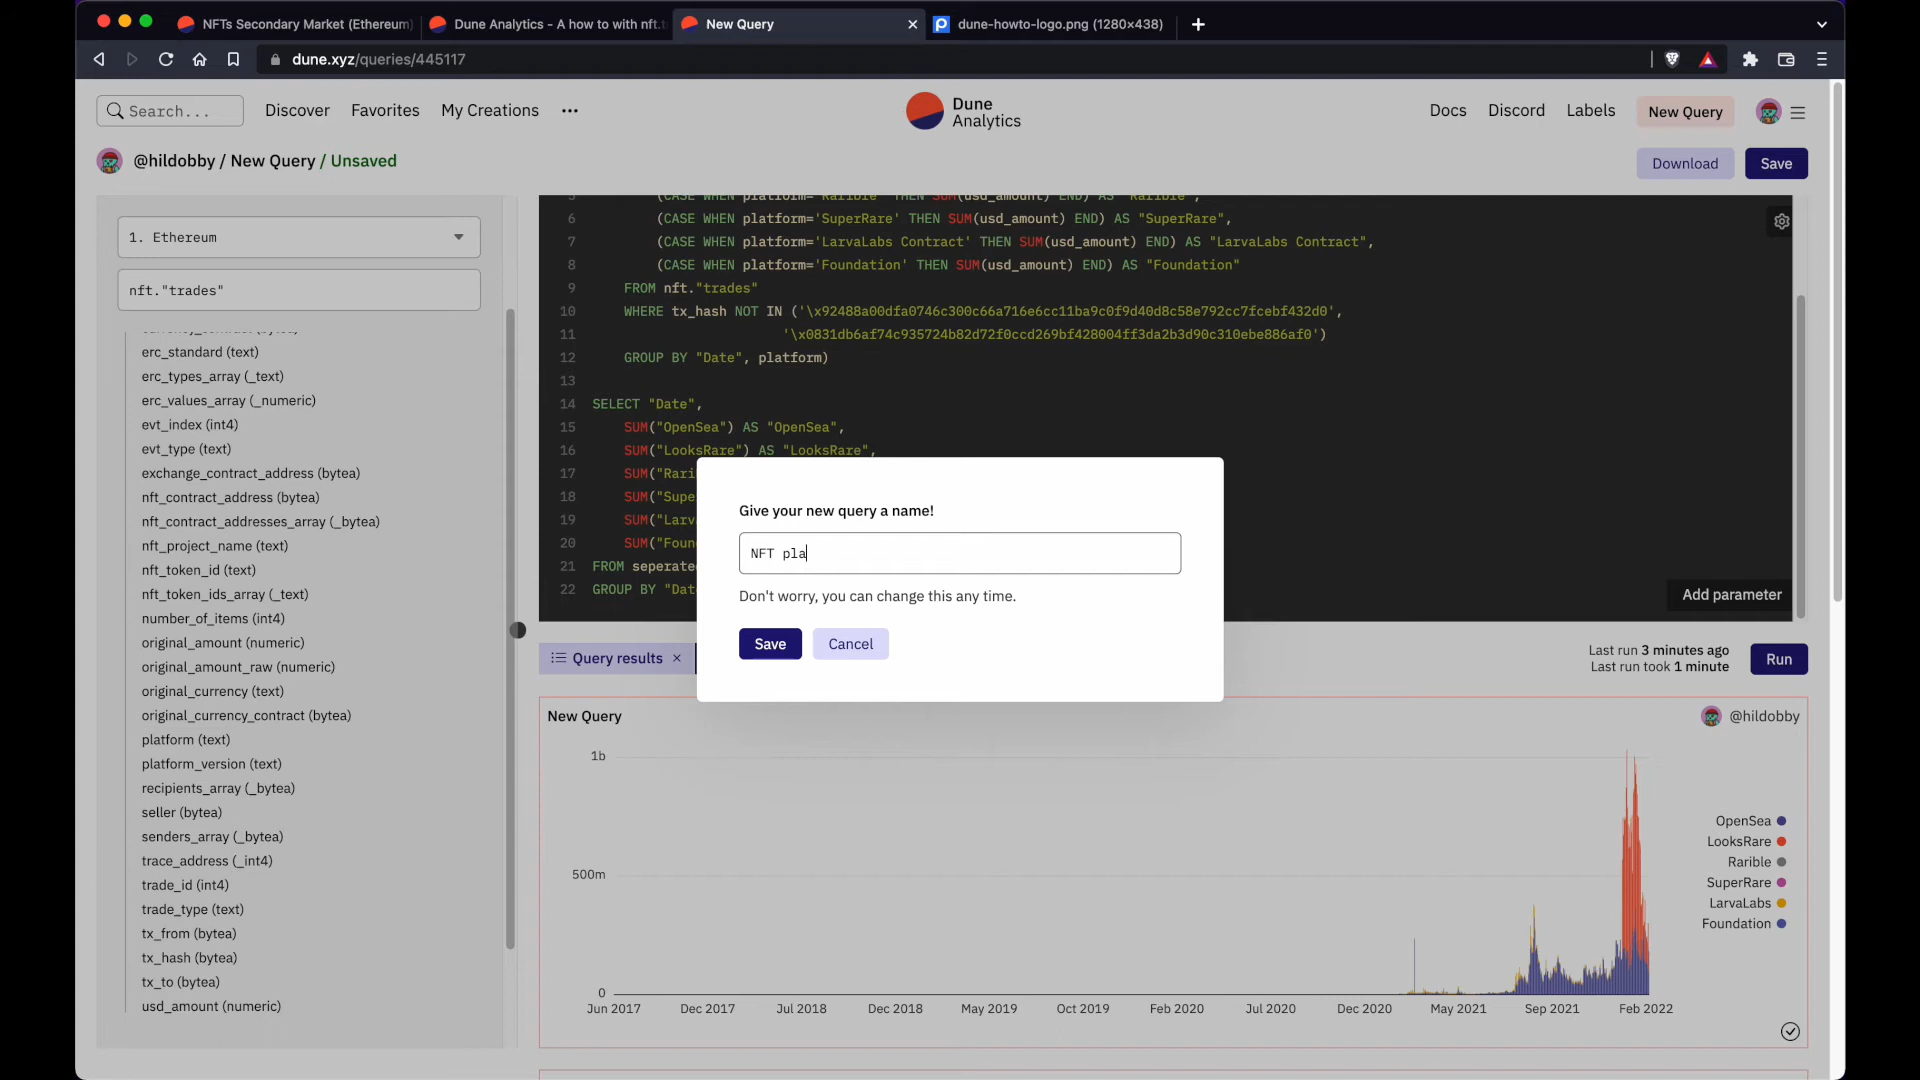 NFTs Secondary Market (Ethereum)
Dune Analytics - A how to with nft.t
New Query
dune-howto-logo.png (1280×438)
dune.xyz/queries/445117
Search...
Discover
Favorites
My Creations
Dune
Analytics
Docs
Discord
Labels
New Query
@hildobby / New Query / Unsaved
Download
Save
1. Ethereum
nft."trades"
currency_contract (bytea)
erc_standard (text)
erc_types_array (_text)
erc_values_array (_numeric)
evt_index (int4)
evt_type (text)
exchange_contract_address (bytea)
nft_contract_address (bytea)
nft_contract_addresses_array (_bytea)
nft_project_name (text)
nft_token_id (text)
nft_token_ids_array (_text)
number_of_items (int4)
original_amount (numeric)
original_amount_raw (numeric)
original_currency (text)
original_currency_contract (bytea)
platform (text)
platform_version (text)
recipients_array (_bytea)
seller (bytea)
senders_array (_bytea)
trace_address (_int4)
trade_id (int4)
trade_type (text)
tx_from (bytea)
tx_hash (bytea)
tx_to (bytea)
usd_amount (numeric)
5 (CASE WHEN platform='Rarible' THEN SUM(usd_amount) END) AS "Rarible",
6 (CASE WHEN platform='SuperRare' THEN SUM(usd_amount) END) AS "SuperRare",
7 (CASE WHEN platform='LarvaLabs Contract' THEN SUM(usd_amount) END) AS "LarvaLabs Contract",
8 (CASE WHEN platform='Foundation' THEN SUM(usd_amount) END) AS "Foundation"
9 FROM nft."trades"
10 WHERE tx_hash NOT IN ('\x92488a00dfa0746c300c66a716e6cc11ba9c0f9d40d8c58e792cc7fcebf432d0',
11 '\x0831db6af74c935724b82d72f0ccd269bf428004ff3da2b3d90c310ebe886af0')
12 GROUP BY "Date", platform)
13
14 SELECT "Date",
15 SUM("OpenSea") AS "OpenSea",
16 SUM("LooksRare") AS "LooksRare",
17 SUM("Rari
18 SUM("Supe
19 SUM("Larv
20 SUM("Foun
21 FROM seperate
22 GROUP BY "Dat
Add parameter
Give your new query a name!
NFT pla
Don't worry, you can change this any time.
Save
Cancel
Query results ×
Last run 3 minutes ago
Last run took 1 minute
Run
New Query
@hildobby
1b
500m
0
Jun 2017
Dec 2017
Jul 2018
Dec 2018
May 2019
Oct 2019
Feb 2020
Jul 2020
Dec 2020
May 2021
Sep 2021
Feb 2022
OpenSea
LooksRare
Rarible
SuperRare
LarvaLabs
Foundation